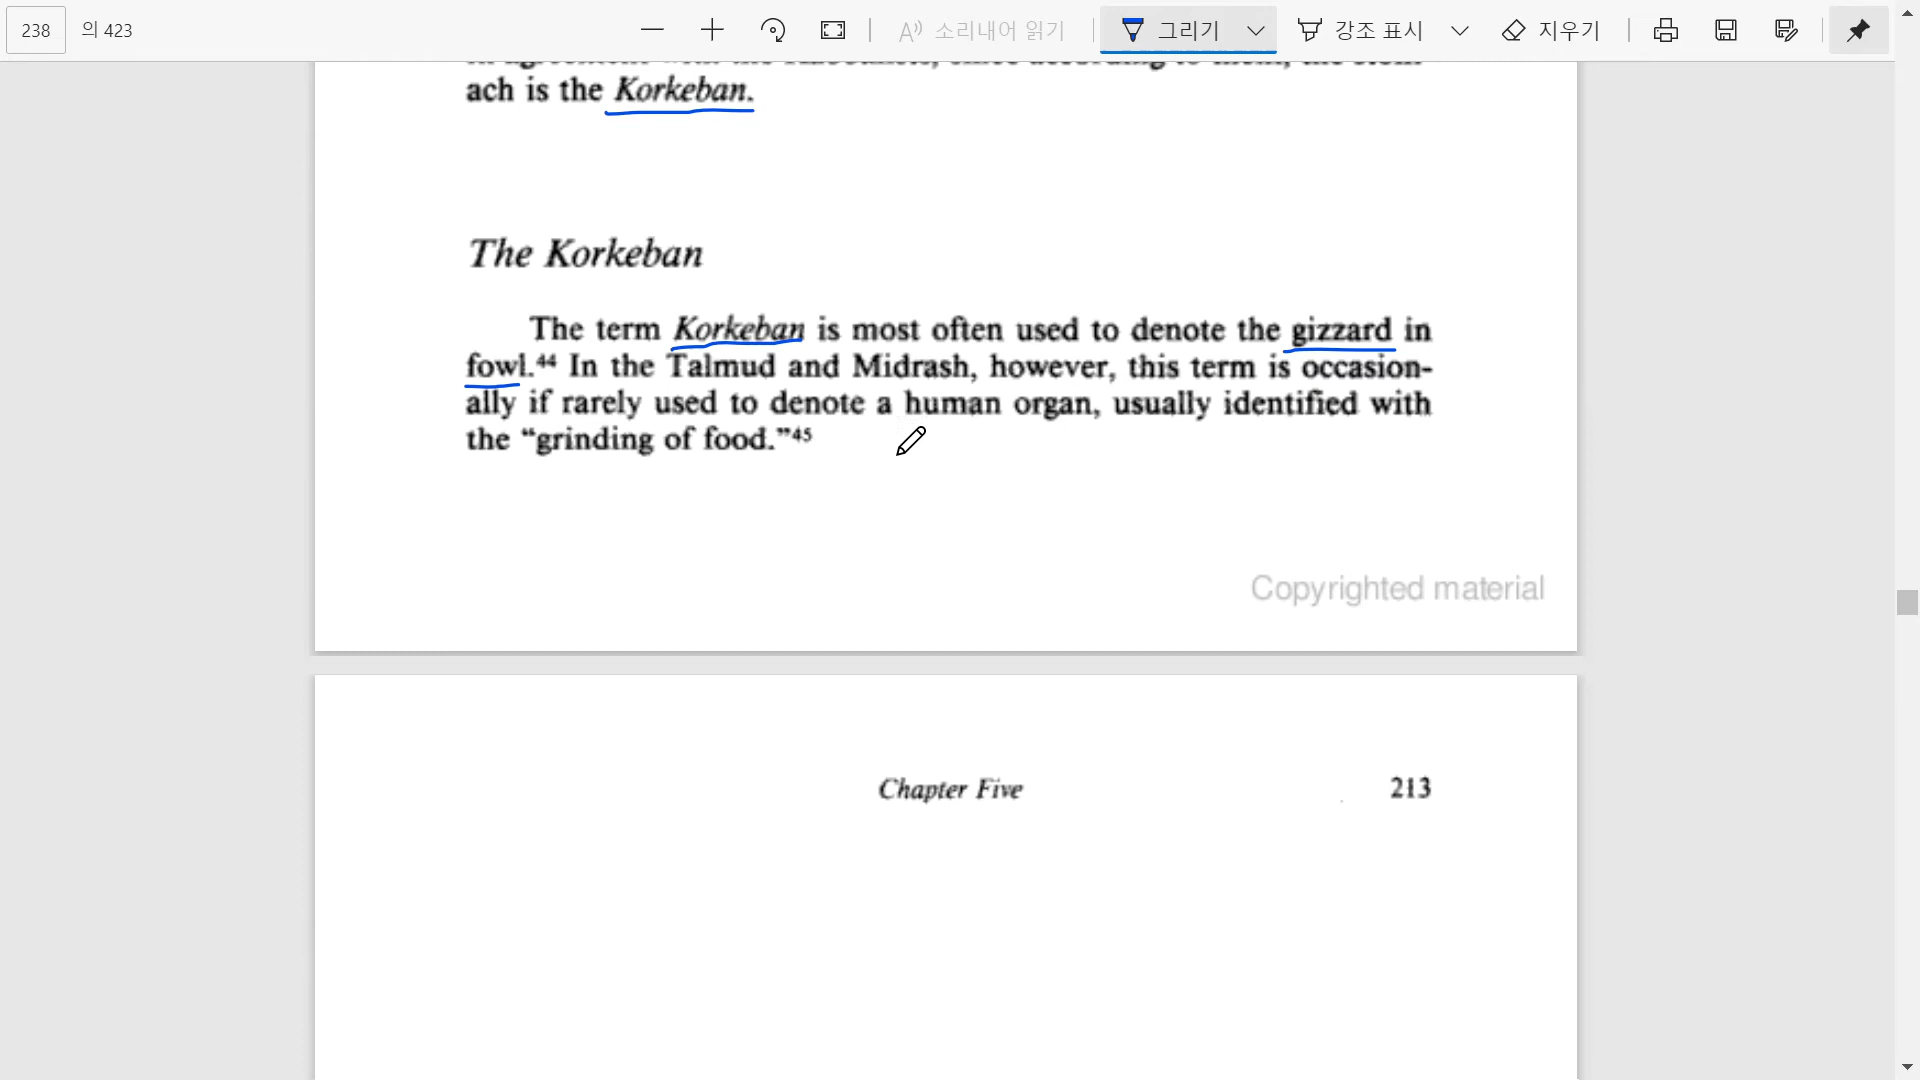 238 의 423 A 소리내어 읽기 그리기 강조 표시 지우기
ach is the Korkeban.
The Korkeban
The term Korkeban is most often used to denote the gizzard in
fowl.44 In the Talmud and Midrash, however, this term is occasion-
ally if rarely used to denote a human organ, usually identified with
the “grinding of food.”45
Copyrighted material
Chapter Five 213